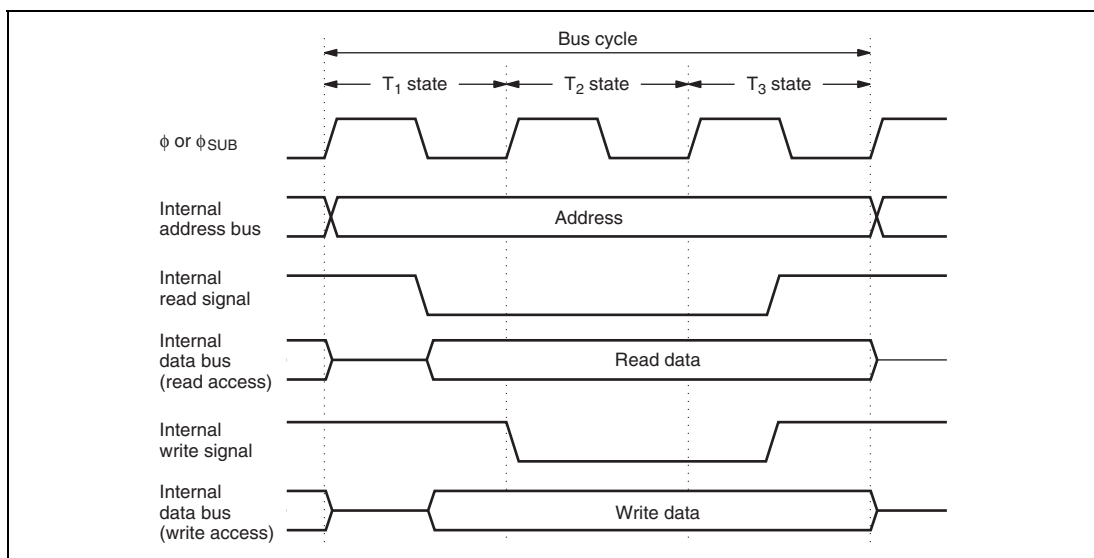 Bus cycle
T₁ state
T₂ state
T₃ state
ϕ or ϕSUB
Internal
address bus
Address
Internal
read signal
Internal
data bus
(read access)
Read data
Internal
write signal
Internal
data bus
(write access)
Write data